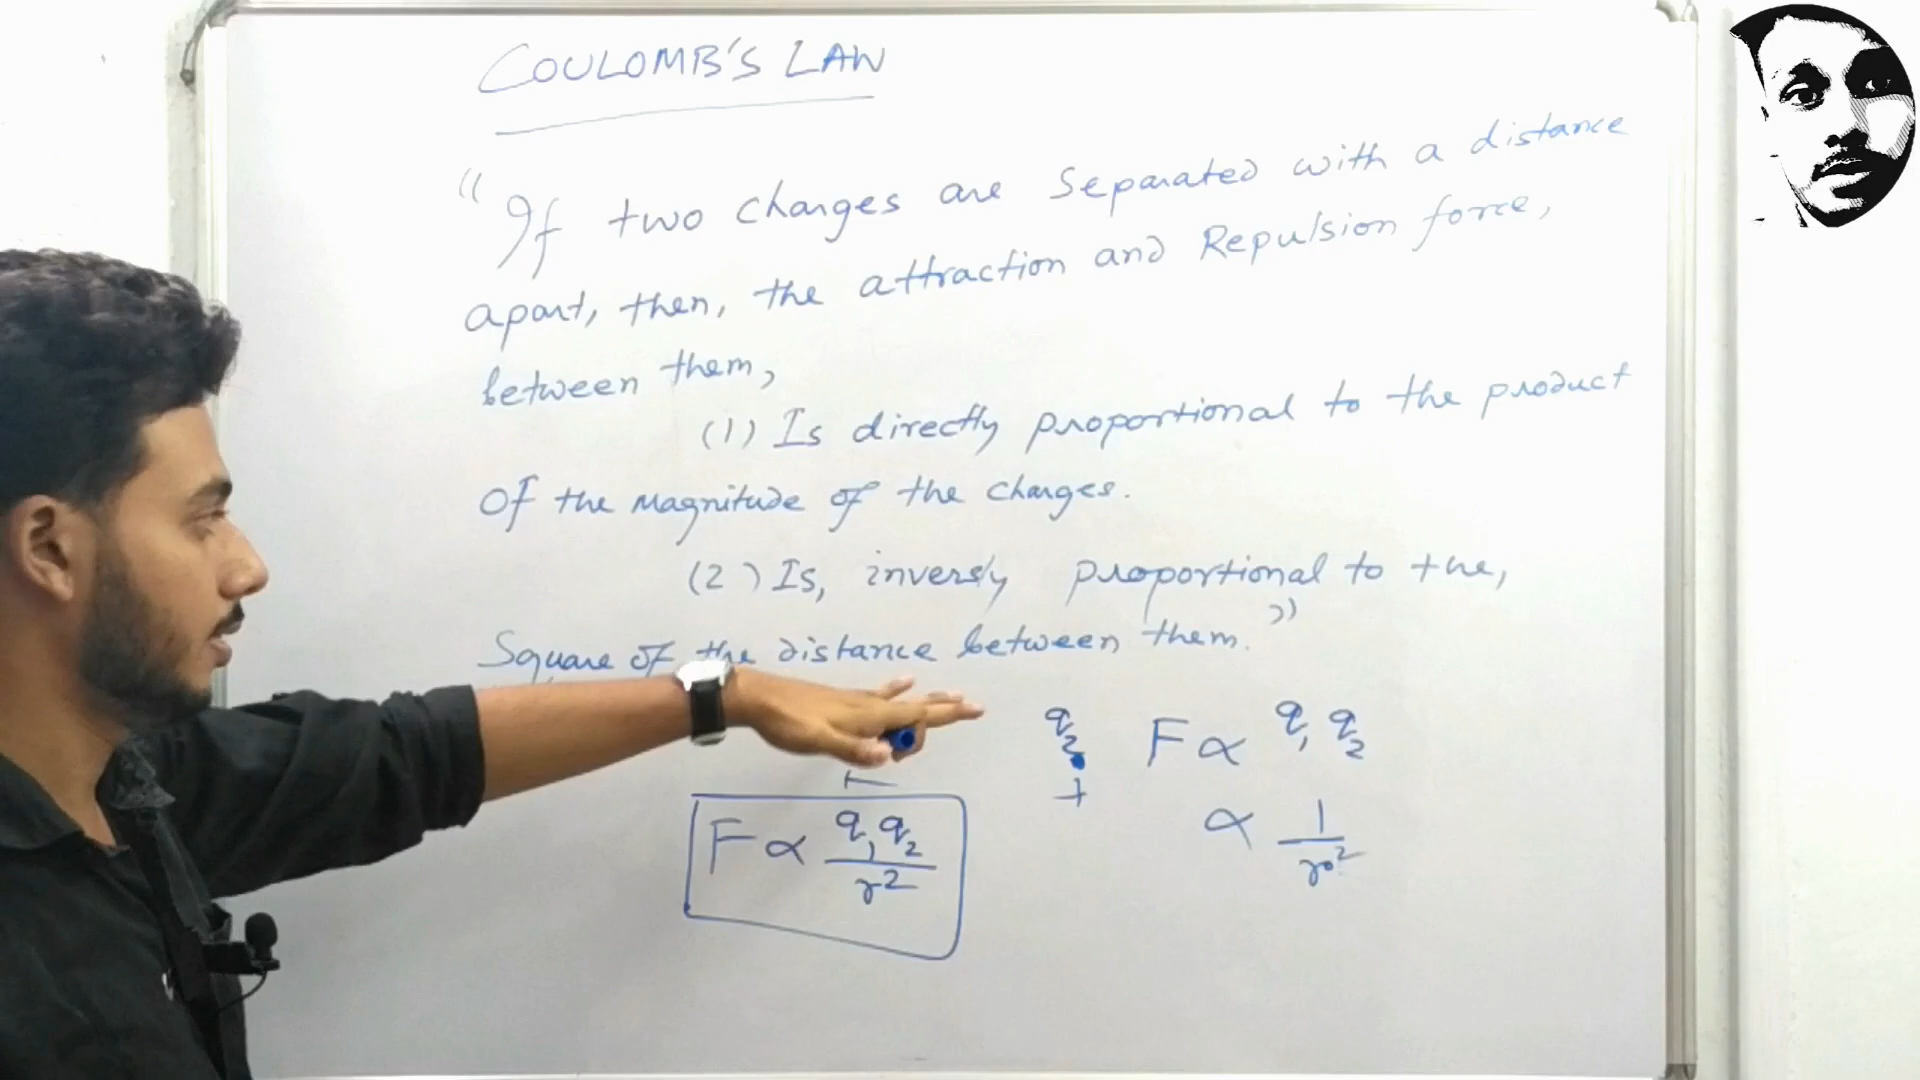 COULOMB'S LAW
"If two charges are separated with a distance
apart, then, the attraction and Repulsion force,
between them,
(1) Is directly proportional to the product
Of the magnitude of the charges.
(2) Is, inversly proportional to the,
Square of the distance between them."
q₂ F ∝ q₁ q₂
+
∝ 1/r²
F ∝ q₁q₂/r²